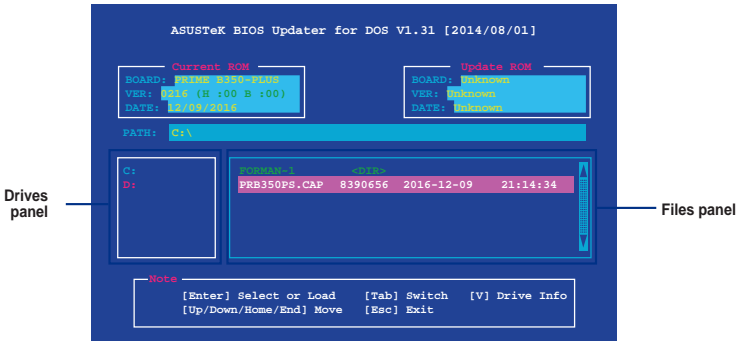 ASUSTeK BIOS Updater for DOS V1.31 [2014/08/01]
Current ROM
BOARD: PRIME B350-PLUS
VER: 0216 (H :00 B :00)
DATE: 12/09/2016
Update ROM
BOARD: Unknown
VER: Unknown
DATE: Unknown
PATH: C:\
C:
D:
FORMAN-1 <DIR>
PRB350PS.CAP 8390656 2016-12-09 21:14:34
Drives panel
Files panel
Note
[Enter] Select or Load [Tab] Switch [V] Drive Info
[Up/Down/Home/End] Move [Esc] Exit